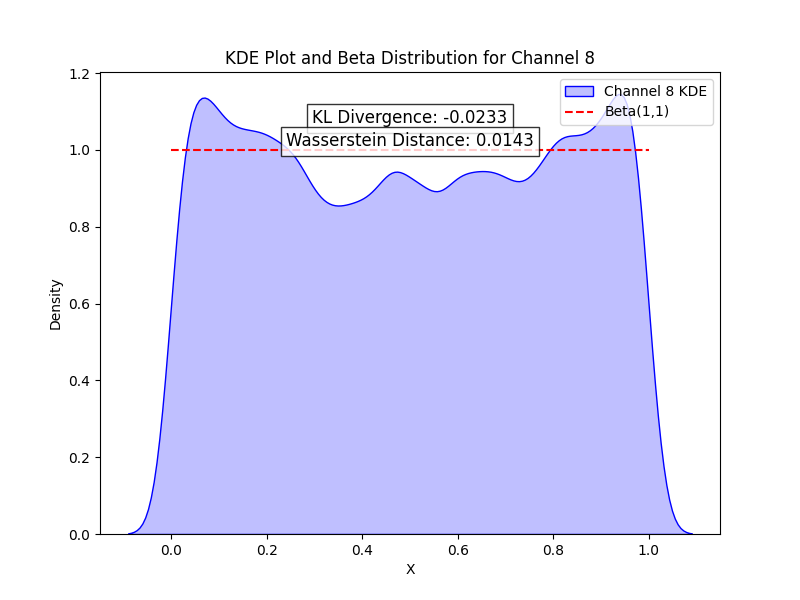 KDE Plot and Beta Distribution for Channel 8
Channel 8 KDE
Beta(1,1)
KL Divergence: -0.0233
Wasserstein Distance: 0.0143
Density
1.2
1.0
0.8
0.6
0.4
0.2
0.0
0.0 0.2 0.4 0.6 0.8 1.0
X